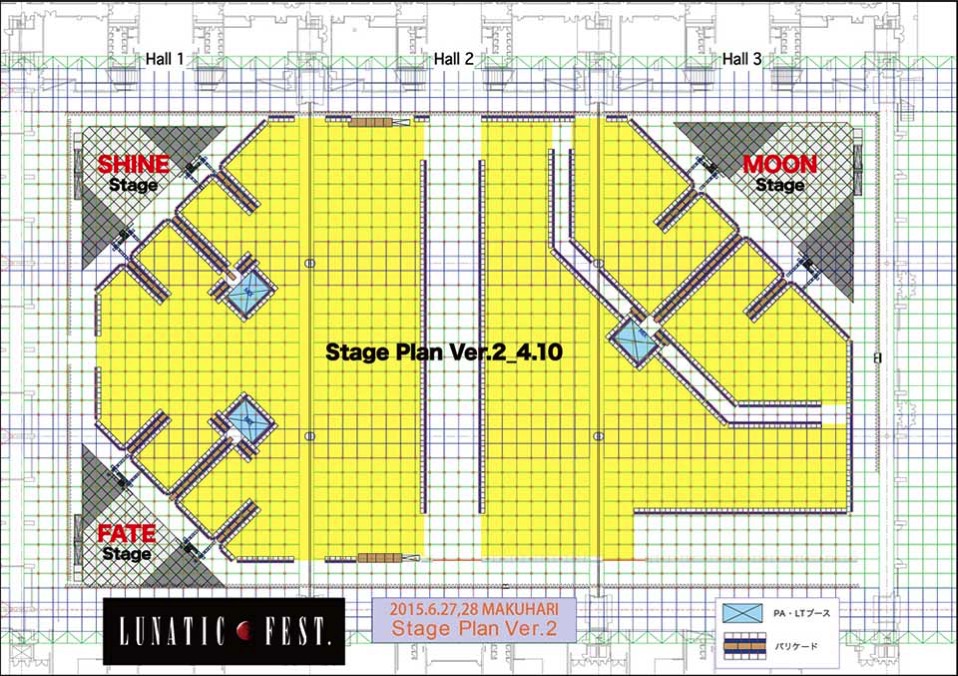 Hall 1
Hall 2
Hall 3
SHINE
Stage
MOON
Stage
Stage Plan Ver.2_4.10
FATE
Stage
LUNATIC FEST.
2015.6.27,28 MAKUHARI
Stage Plan Ver.2
PA・LTブース
バリケード